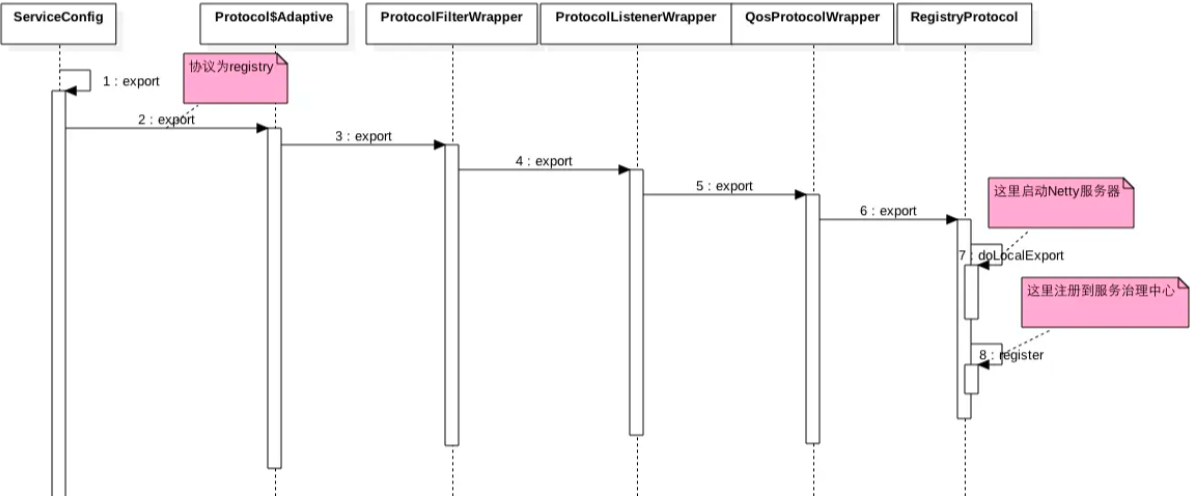 ServiceConfig
Protocol$Adaptive
ProtocolFilterWrapper
ProtocolListenerWrapper
QosProtocolWrapper
RegistryProtocol
协议为registry
1 : export
2 : export
3 : export
4 : export
5 : export
6 : export
这里启动Netty服务器
7 : doLocalExport
这里注册到服务治理中心
8 : register